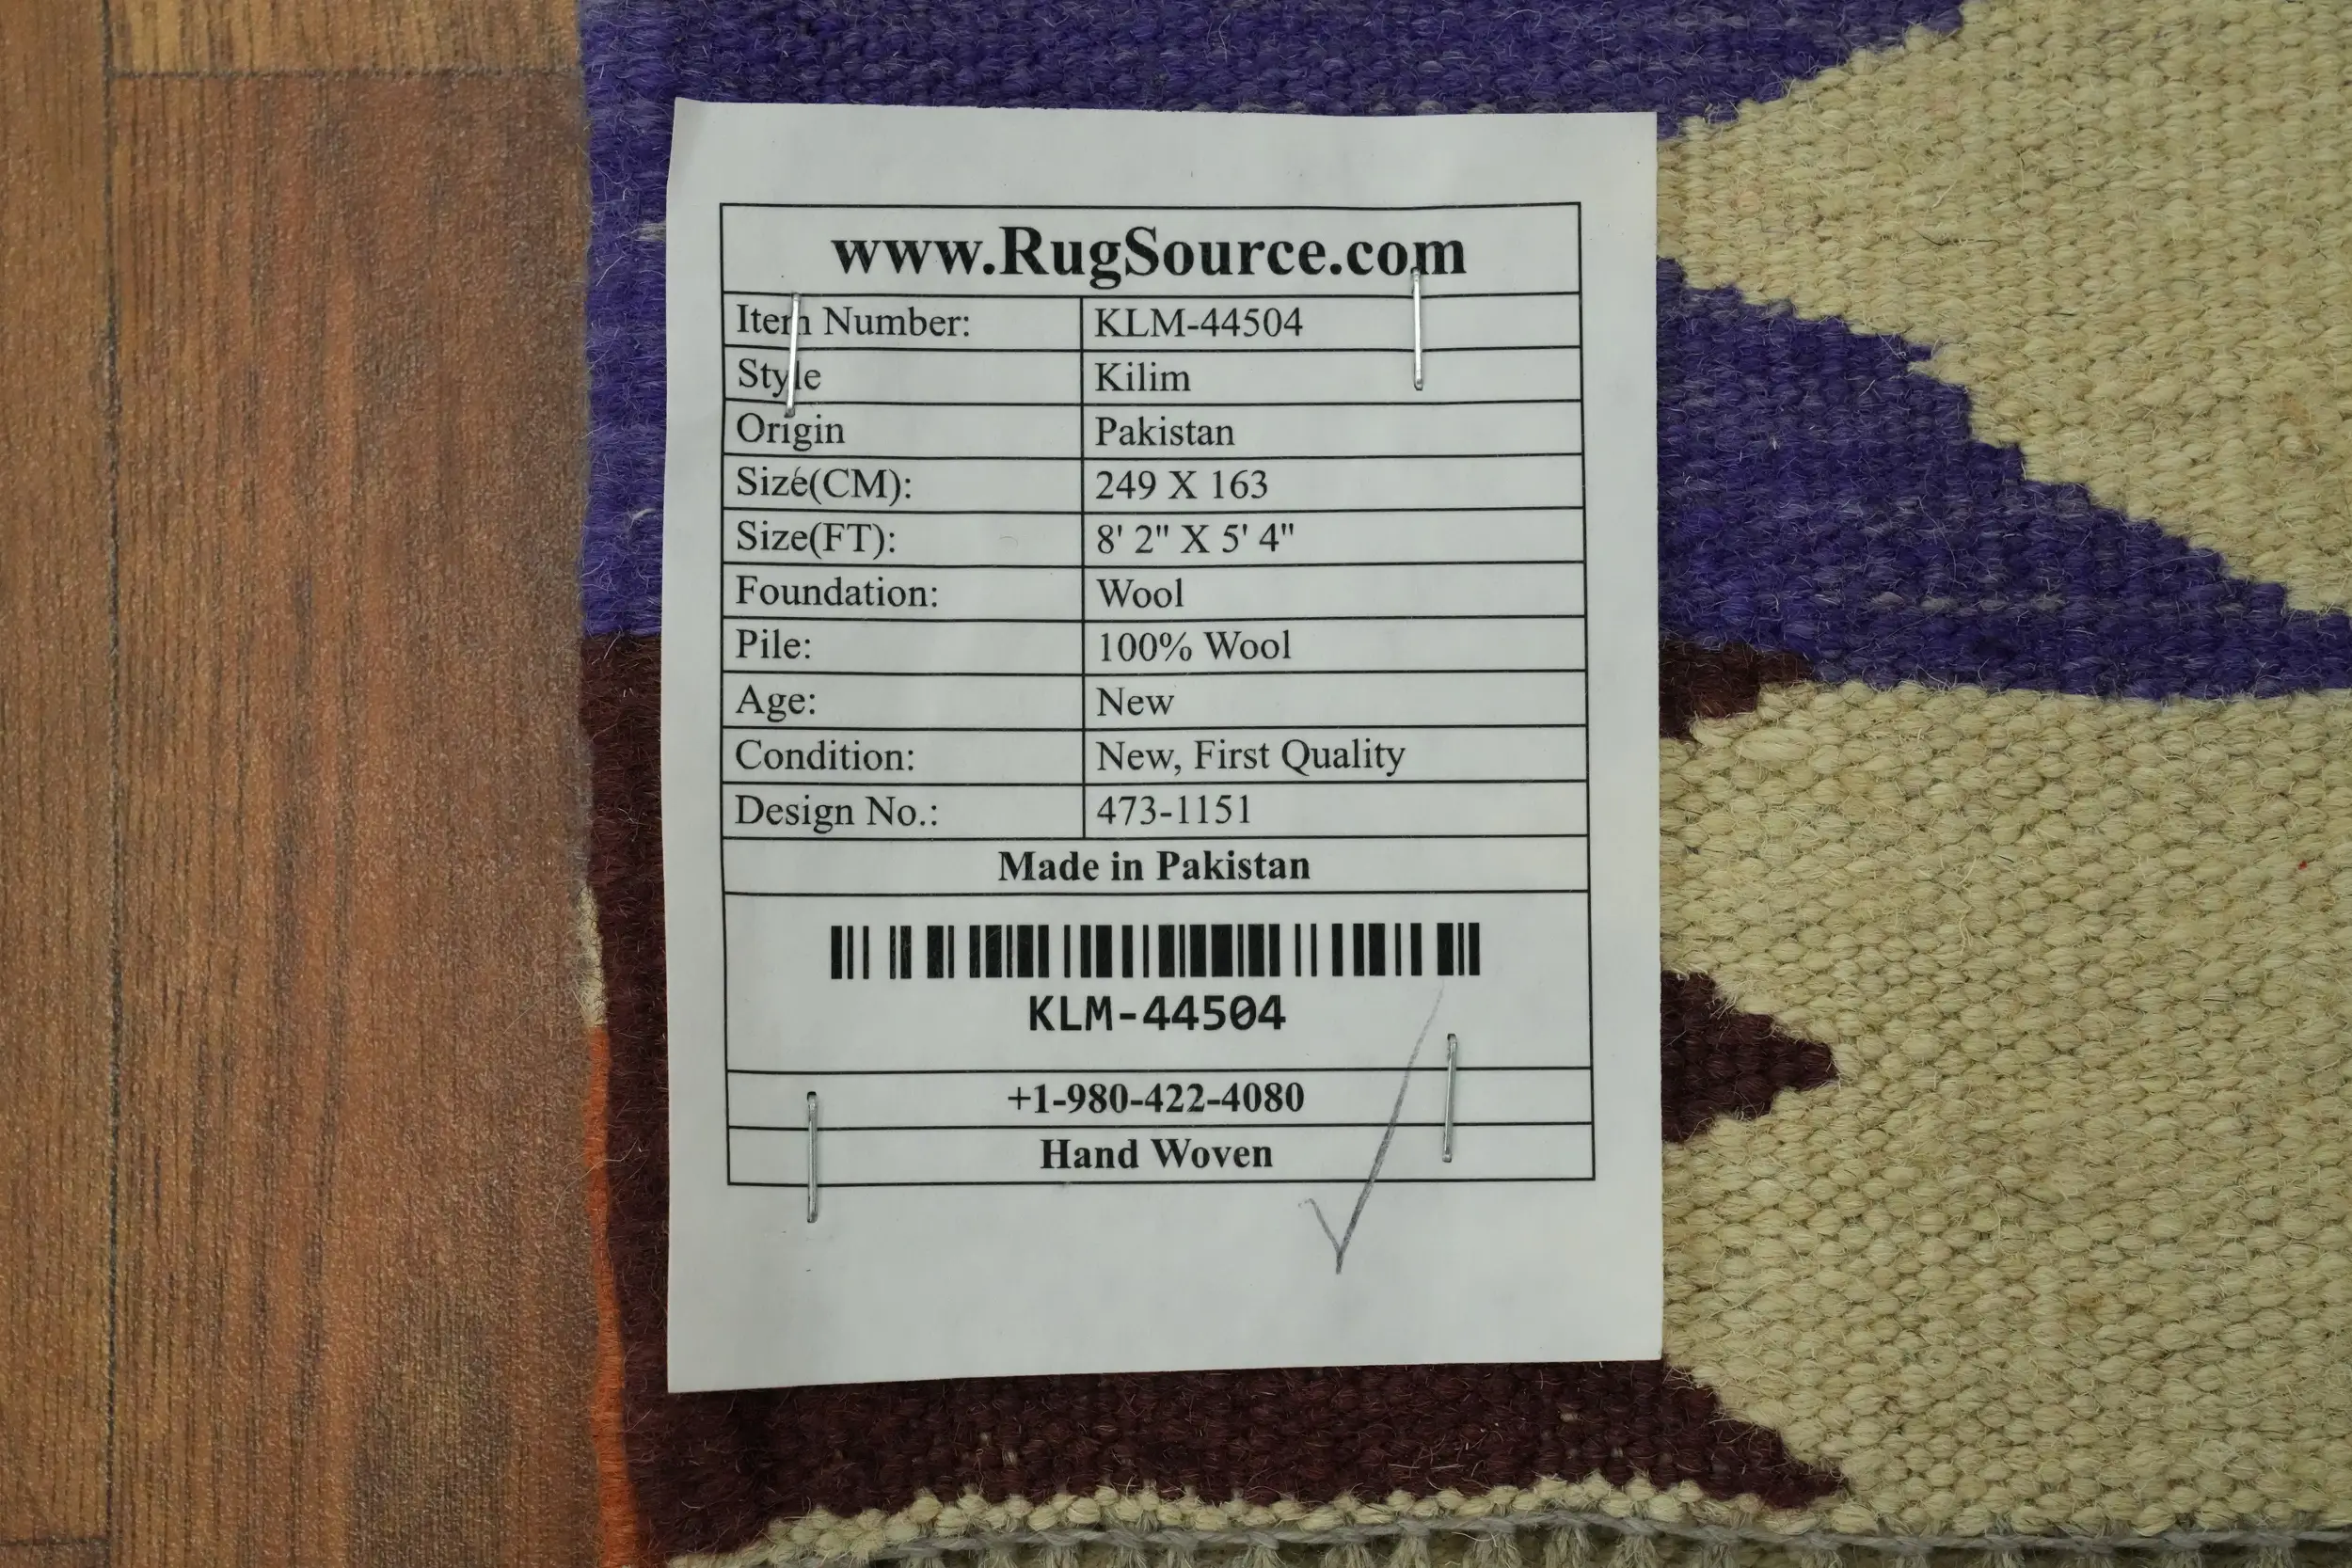 www.RugSource.com
Item Number: KLM-44504
Style Kilim
Origin Pakistan
Size(CM): 249 X 163
Size(FT): 8' 2" X 5' 4"
Foundation: Wool
Pile: 100% Wool
Age: New
Condition: New, First Quality
Design No.: 473-1151
Made in Pakistan
KLM-44504
+1-980-422-4080
Hand Woven